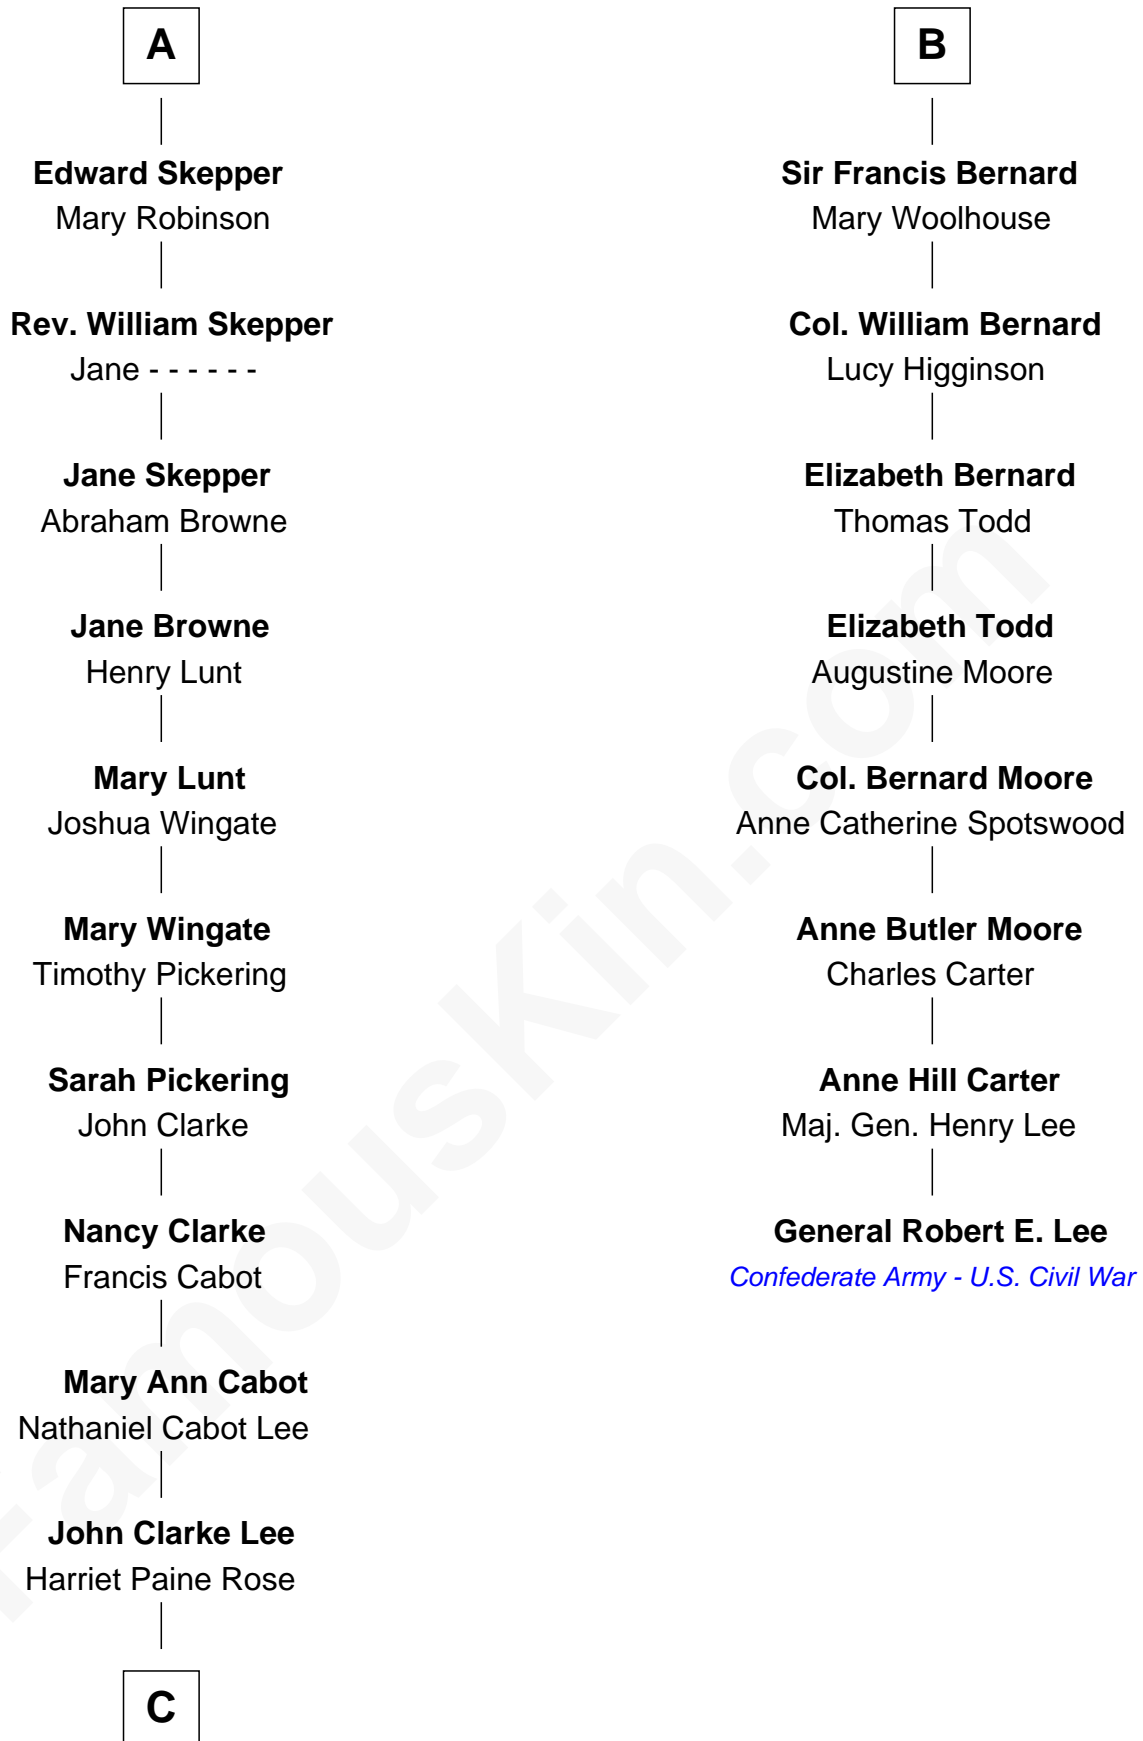 A
Edward Skepper
Mary Robinson
Rev. William Skepper
Jane - - - - - -
Jane Skepper
Abraham Browne
Jane Browne
Henry Lunt
Mary Lunt
Joshua Wingate
Mary Wingate
Timothy Pickering
Sarah Pickering
John Clarke
Nancy Clarke
Francis Cabot
Mary Ann Cabot
Nathaniel Cabot Lee
John Clarke Lee
Harriet Paine Rose
C
B
Sir Francis Bernard
Mary Woolhouse
Col. William Bernard
Lucy Higginson
Elizabeth Bernard
Thomas Todd
Elizabeth Todd
Augustine Moore
Col. Bernard Moore
Anne Catherine Spotswood
Anne Butler Moore
Charles Carter
Anne Hill Carter
Maj. Gen. Henry Lee
General Robert E. Lee
Confederate Army - U.S. Civil War
FamousKin.com